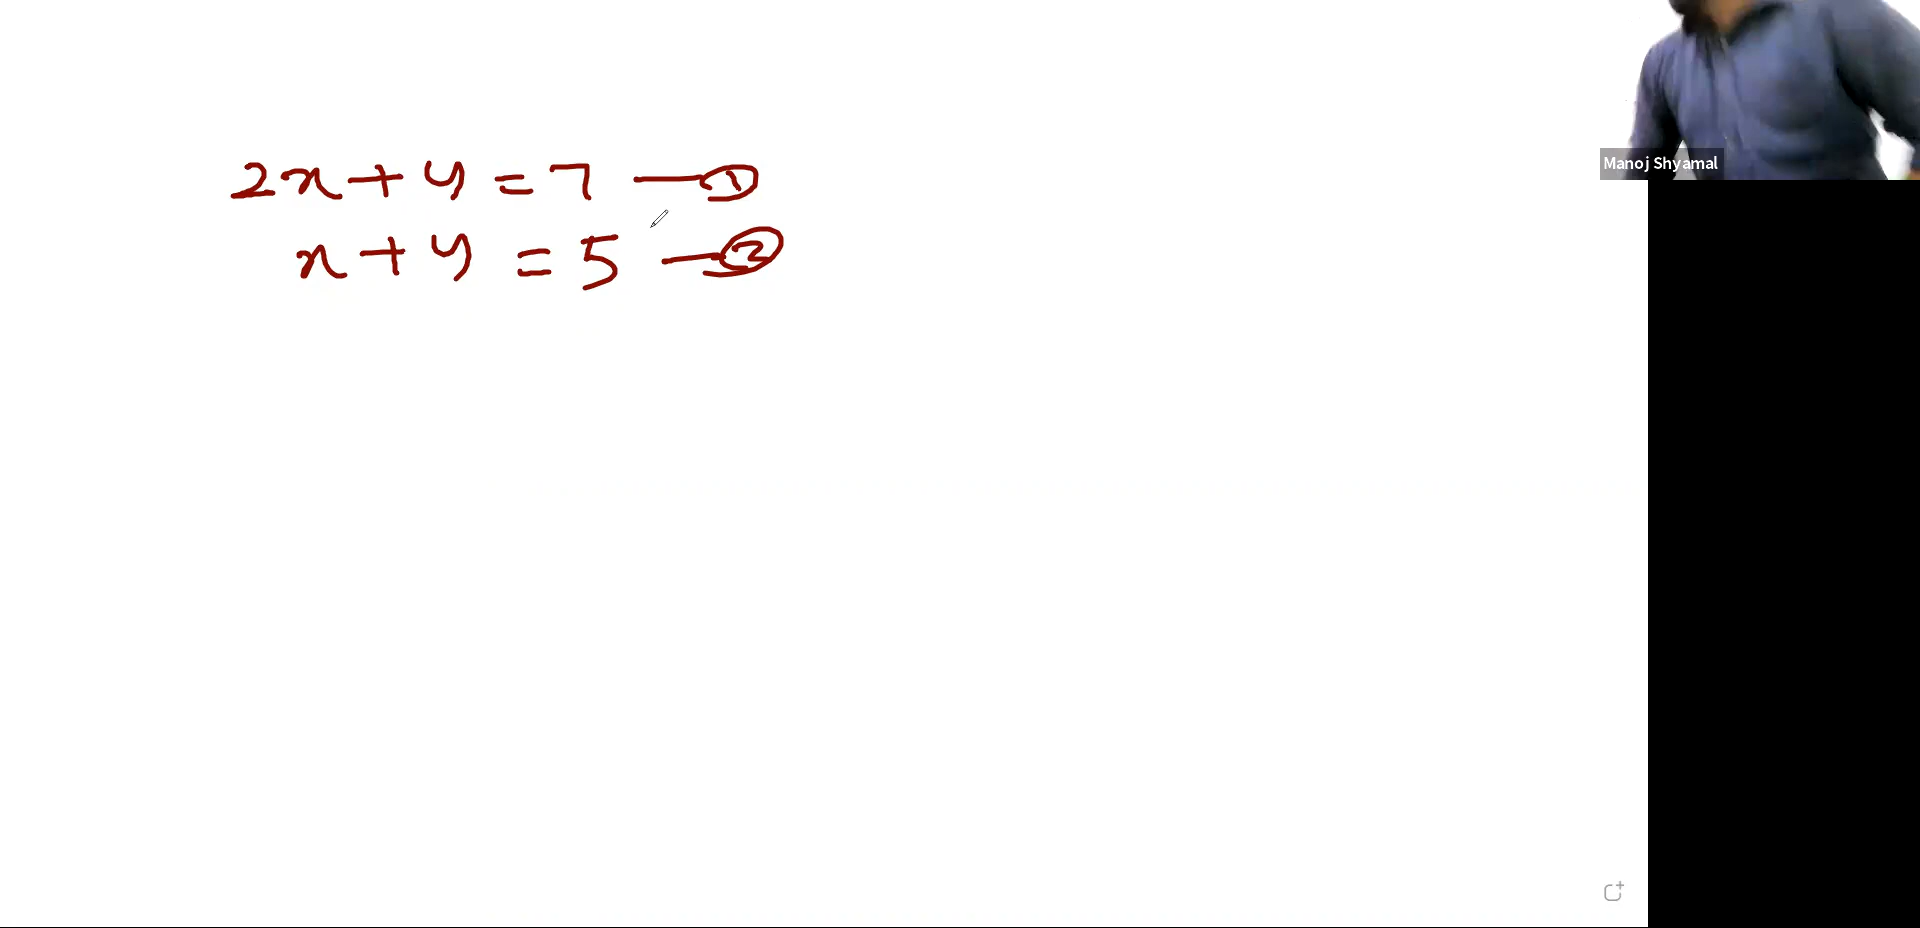 2x + y = 7 — ①
x + y = 5 — ②
Manoj Shyamal